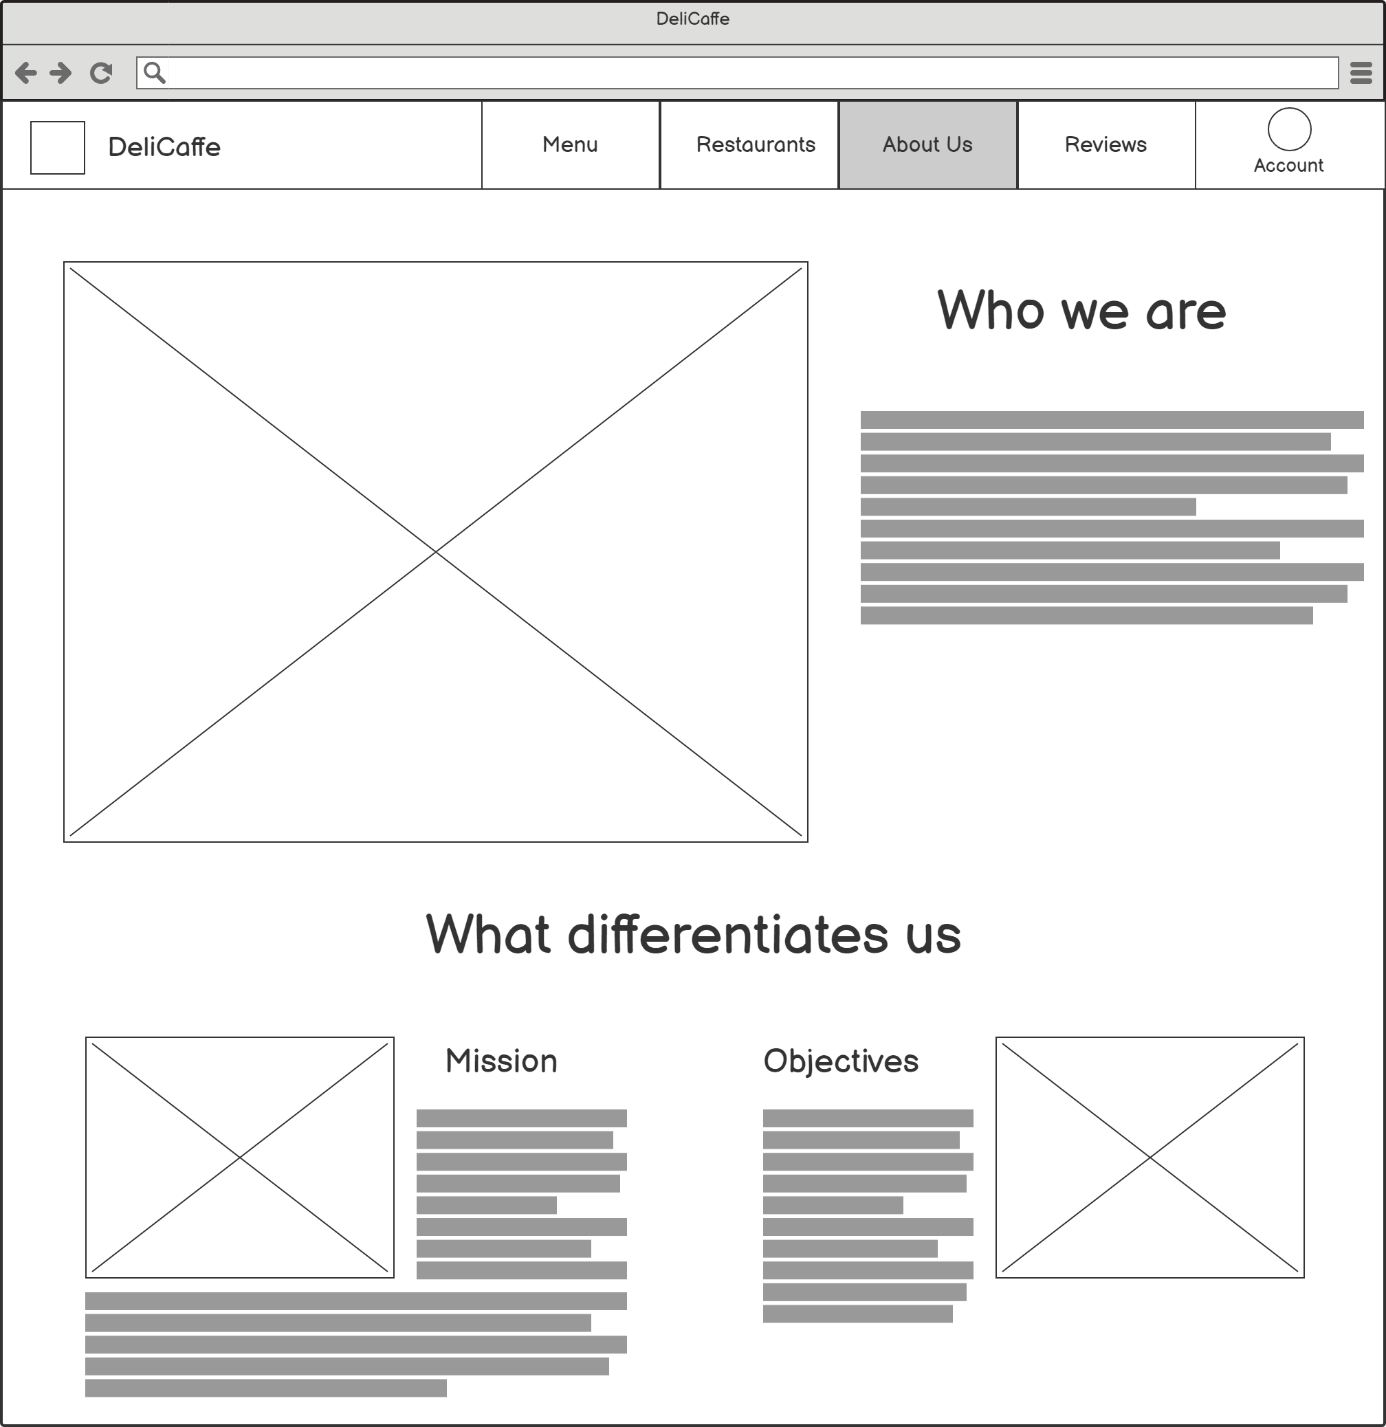 DeliCaffe
DeliCaffe
Menu
Restaurants
About Us
Reviews
Account
Who we are
What differentiates us
Mission
Objectives